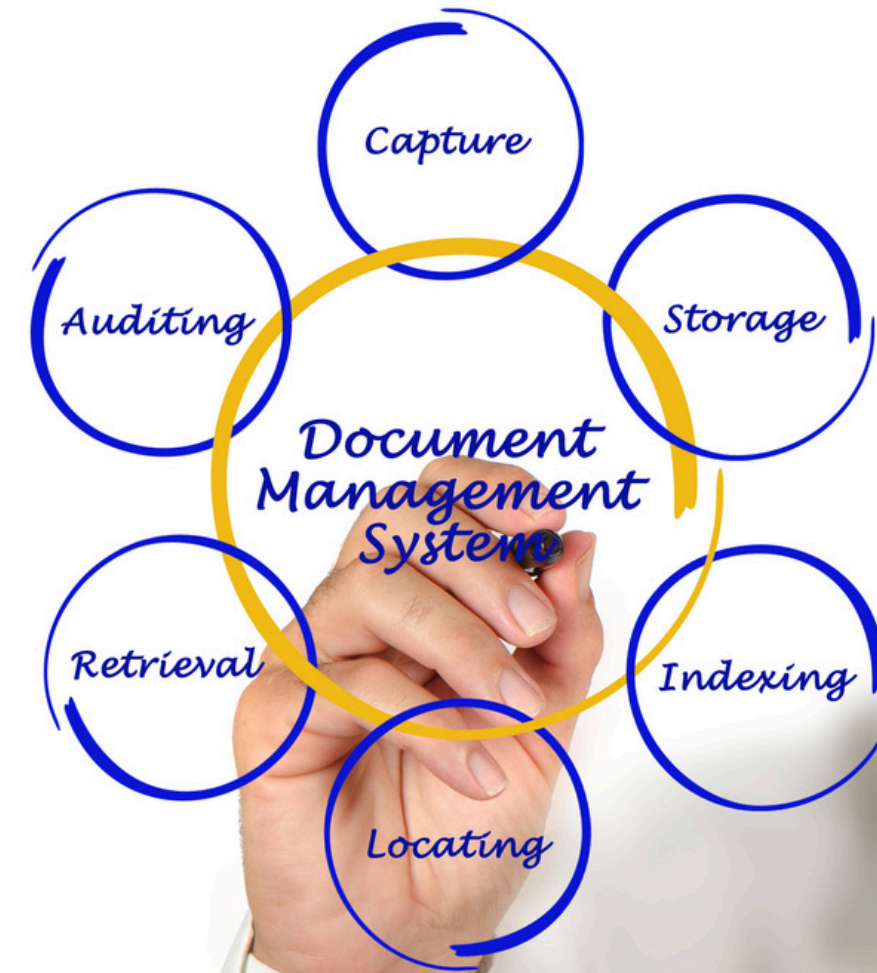 Capture
Auditing
Storage
Document
Management
System
Retrieval
Indexing
Locating